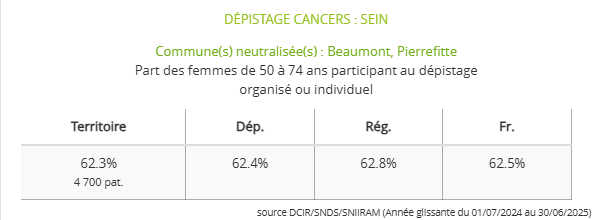 DÉPISTAGE CANCERS : SEIN
Commune(s) neutralisée(s) : Beaumont, Pierrefitte
Part des femmes de 50 à 74 ans participant au dépistage
organisé ou individuel
Territoire Dép. Rég. Fr.
62.3% 62.4% 62.8% 62.5%
4 700 pat.
source DCIR/SNDS/SNIIRAM (Année glissante du 01/07/2024 au 30/06/2025)